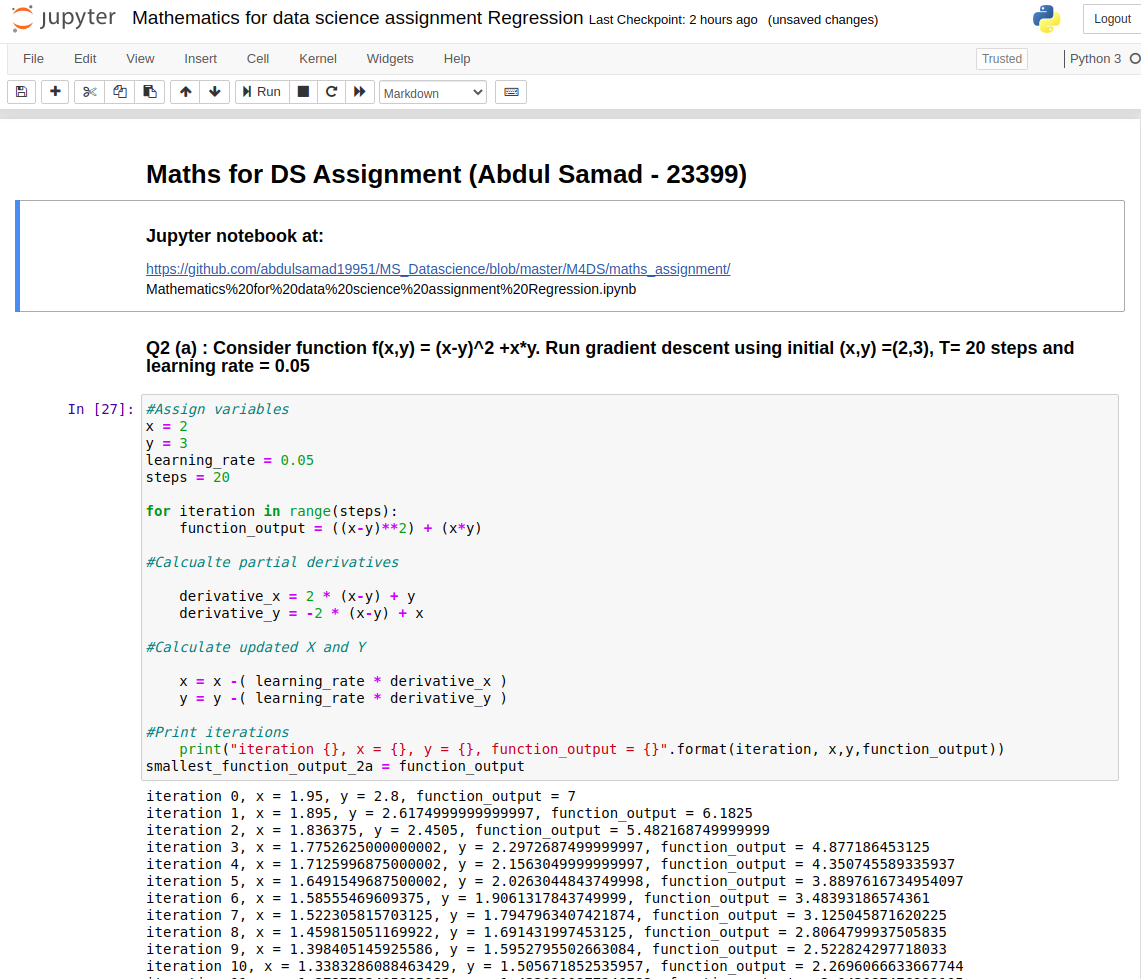 jupyter Mathematics for data science assignment Regression Last Checkpoint: 2 hours ago (unsaved changes) Logout
File Edit View Insert Cell Kernel Widgets Help Trusted Python 3
Run Markdown
Maths for DS Assignment (Abdul Samad - 23399)
Jupyter notebook at:
https://github.com/abdulsamad19951/MS_Datascience/blob/master/M4DS/maths_assignment/
Mathematics%20for%20data%20science%20assignment%20Regression.ipynb
Q2 (a) : Consider function f(x,y) = (x-y)^2 +x*y. Run gradient descent using initial (x,y) =(2,3), T= 20 steps and
learning rate = 0.05
In [27]: #Assign variables
x = 2
y = 3
learning_rate = 0.05
steps = 20
for iteration in range(steps):
function_output = ((x-y)**2) + (x*y)
#Calcualte partial derivatives
derivative_x = 2 * (x-y) + y
derivative_y = -2 * (x-y) + x
#Calculate updated X and Y
x = x -( learning_rate * derivative_x )
y = y -( learning_rate * derivative_y )
#Print iterations
print("iteration {}, x = {}, y = {}, function_output = {}".format(iteration, x,y,function_output))
smallest_function_output_2a = function_output
iteration 0, x = 1.95, y = 2.8, function_output = 7
iteration 1, x = 1.895, y = 2.6174999999999997, function_output = 6.1825
iteration 2, x = 1.836375, y = 2.4505, function_output = 5.482168749999999
iteration 3, x = 1.7752625000000002, y = 2.2972687499999997, function_output = 4.877186453125
iteration 4, x = 1.7125996875000002, y = 2.1563049999999997, function_output = 4.350745589335937
iteration 5, x = 1.6491549687500002, y = 2.0263044843749998, function_output = 3.8897616734954097
iteration 6, x = 1.58555469609375, y = 1.9061317843749999, function_output = 3.48393186574361
iteration 7, x = 1.522305815703125, y = 1.7947963407421874, function_output = 3.125045871620225
iteration 8, x = 1.459815051169922, y = 1.691431997453125, function_output = 2.8064799937505835
iteration 9, x = 1.398405145925586, y = 1.5952795502663084, function_output = 2.522824297718033
iteration 10, x = 1.3383286088463429, y = 1.505671852535957, function_output = 2.2696066633667744